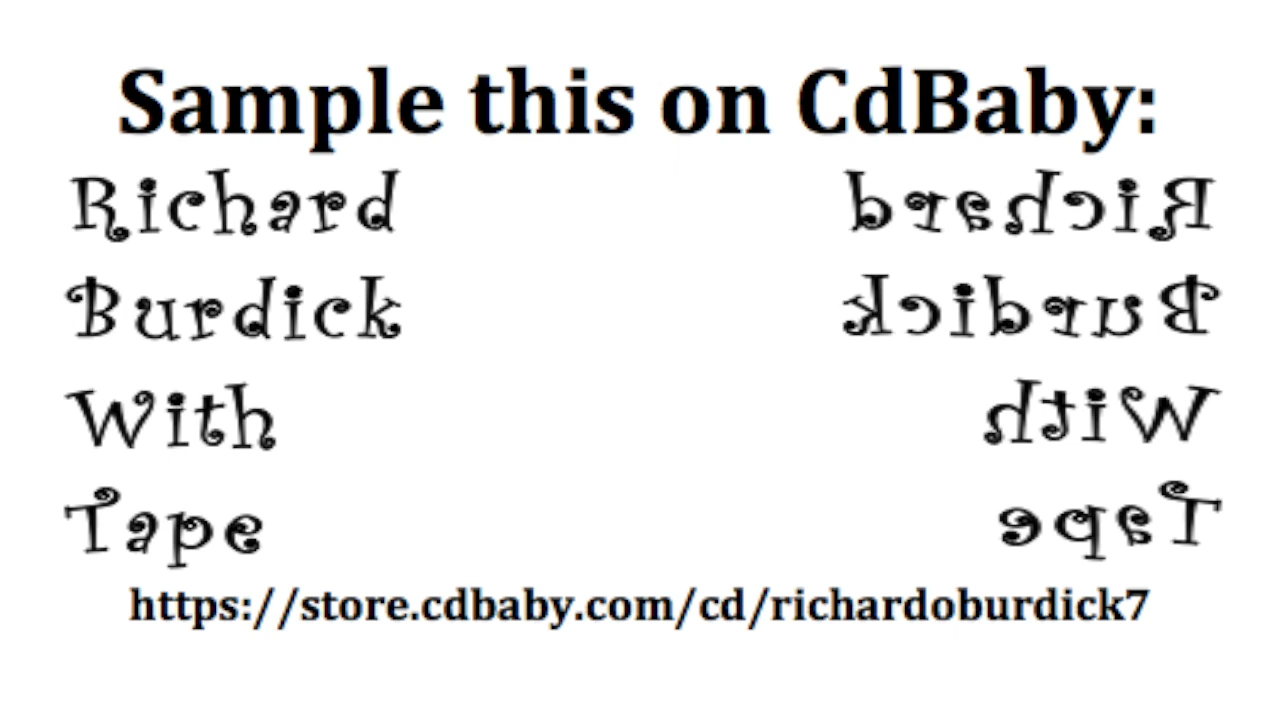 Sample this on CdBaby:
Richard Richard
Burdick Burdick
With With
Tape Tape
https://store.cdbaby.com/cd/richardoburdick7